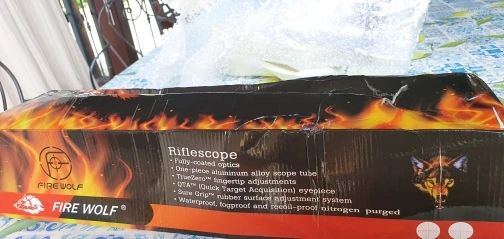 Riflescope
• Fully-coated optics
• One-piece aluminum alloy scope tube
• TrueZero™ fingertip adjustments
• QTA™ (Quick Target Acquisition) eyepiece
• Sure Grip™ rubber surface adjustment system
• Waterproof, fogproof and recoil-proof nitrogen purged
FIRE WOLF
FIRE WOLF®